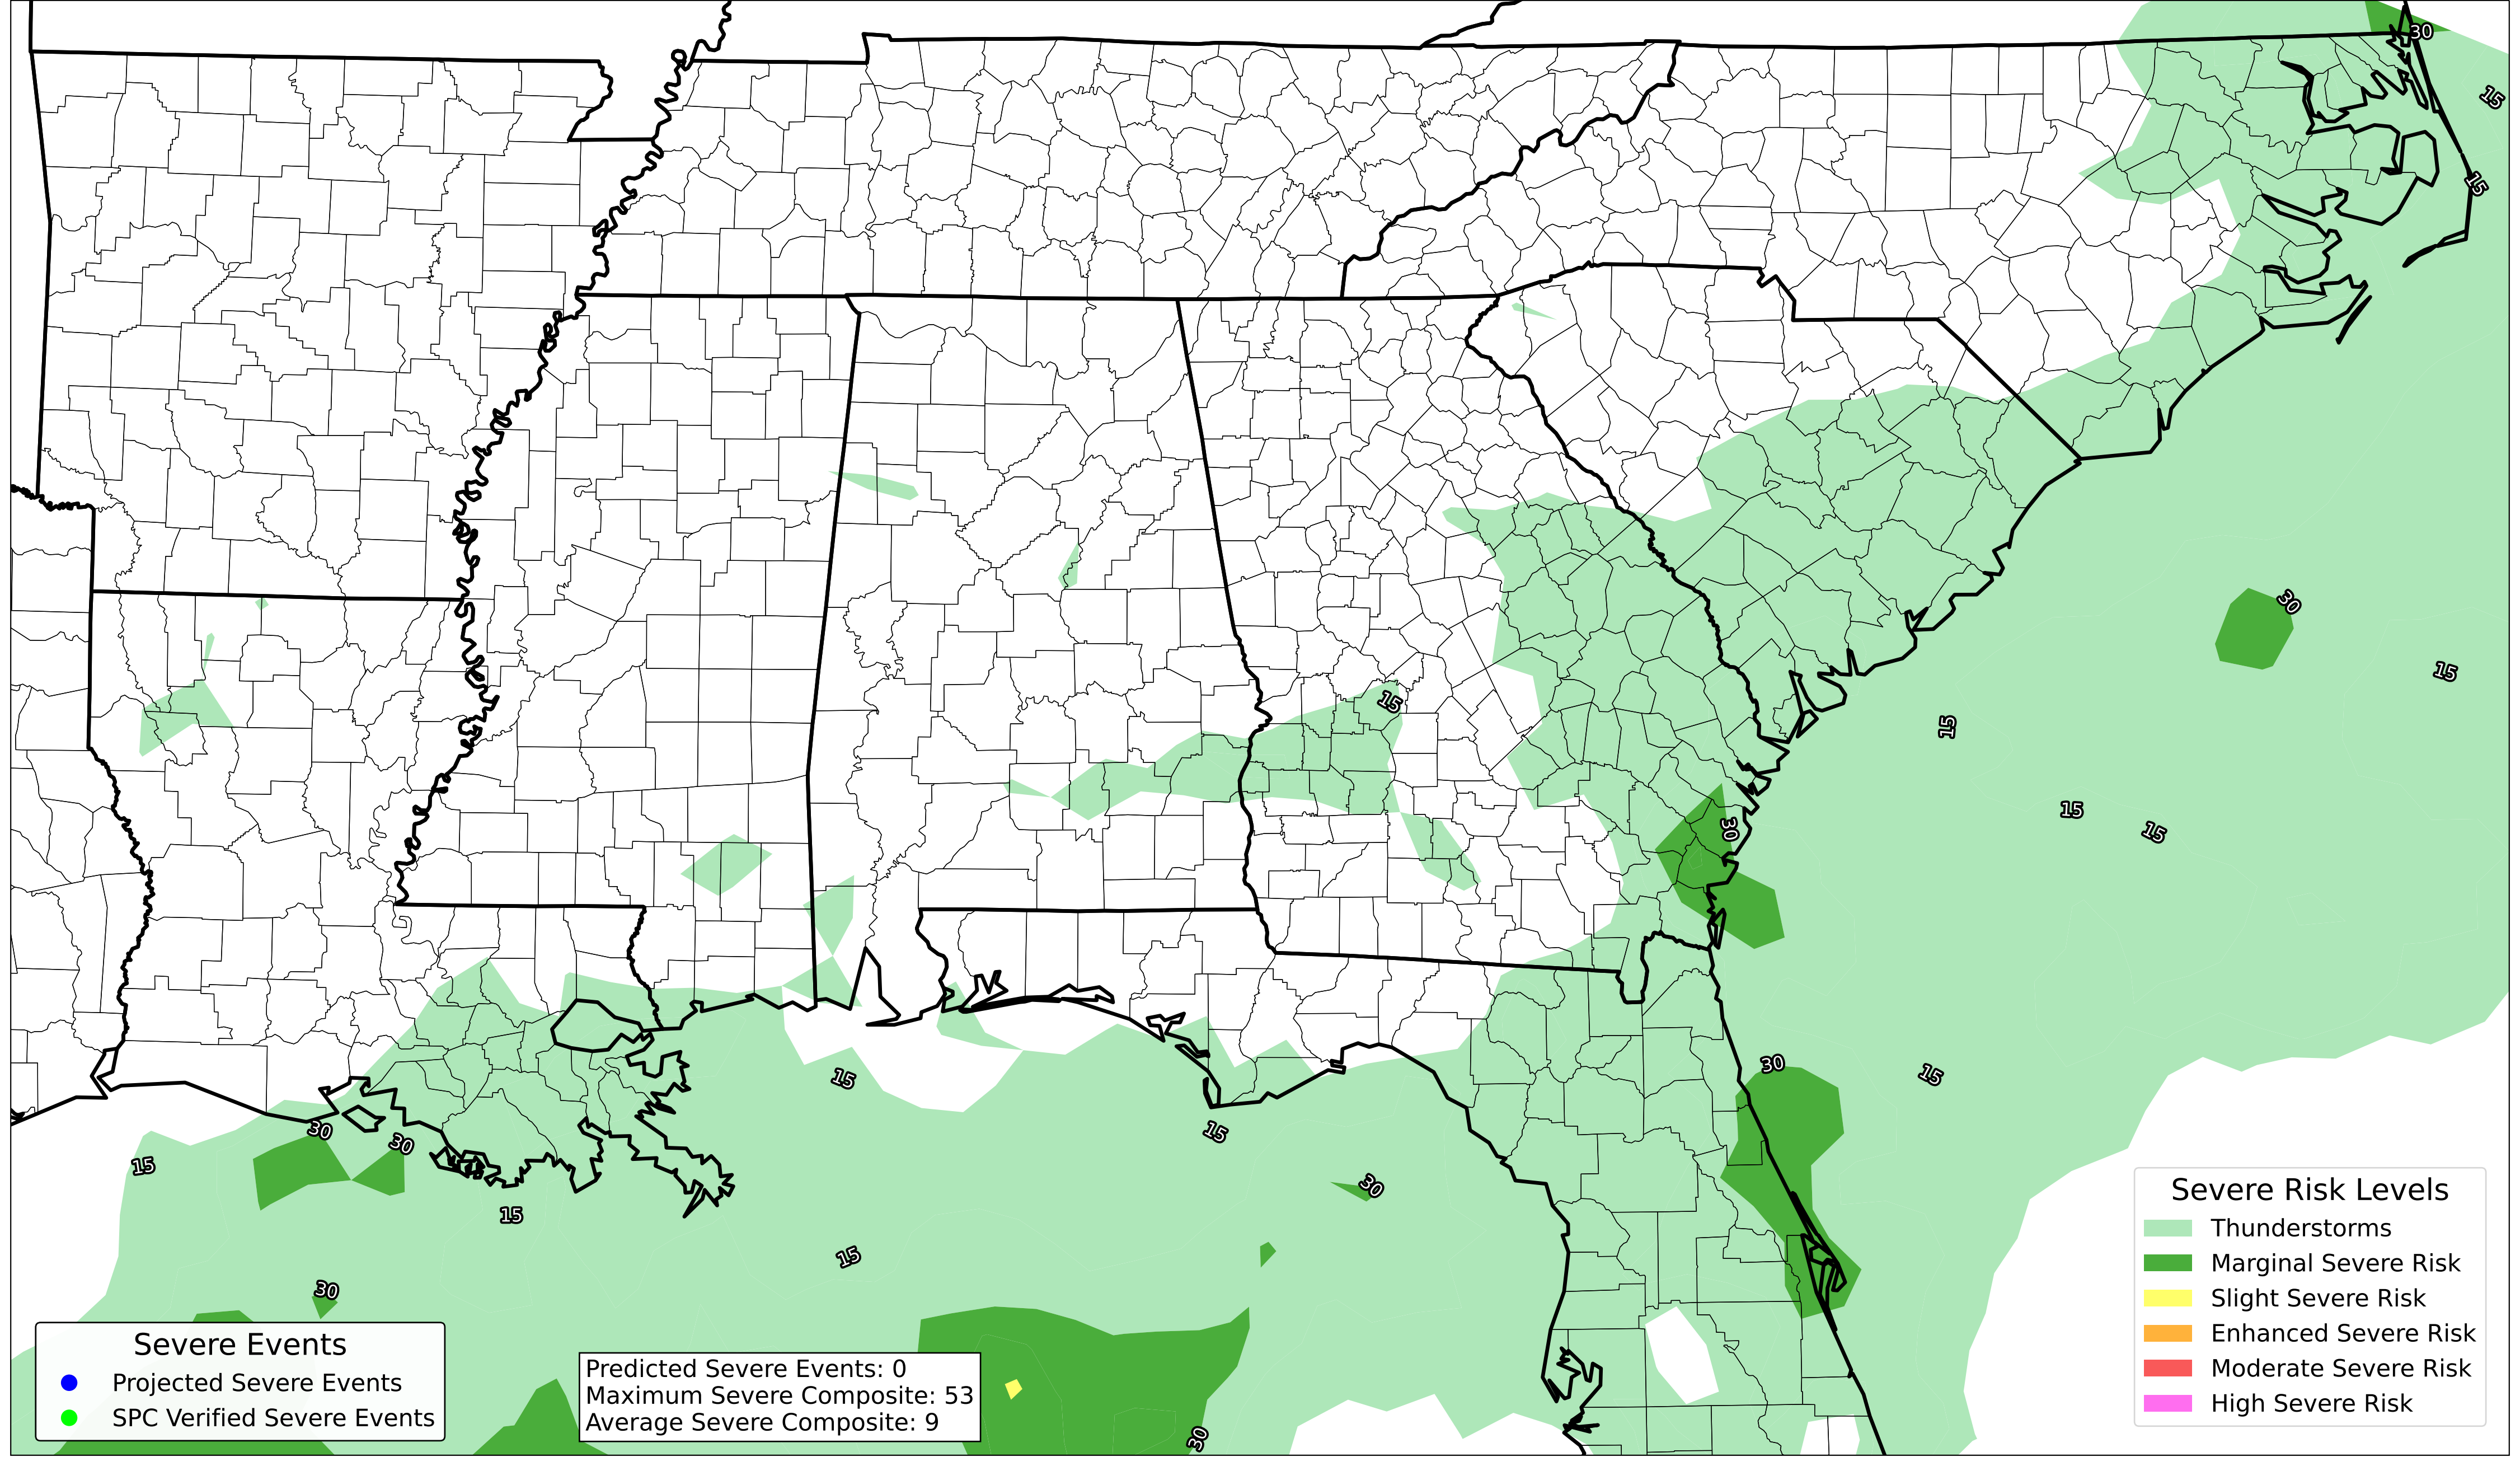 30
15
15
30
15
15
15
15
15
30
30
15
15
15
30
30
15
30
15
15
30
30
Severe Events
Projected Severe Events
SPC Verified Severe Events
Predicted Severe Events: 0
Maximum Severe Composite: 53
Average Severe Composite: 9
Severe Risk Levels
Thunderstorms
Marginal Severe Risk
Slight Severe Risk
Enhanced Severe Risk
Moderate Severe Risk
High Severe Risk